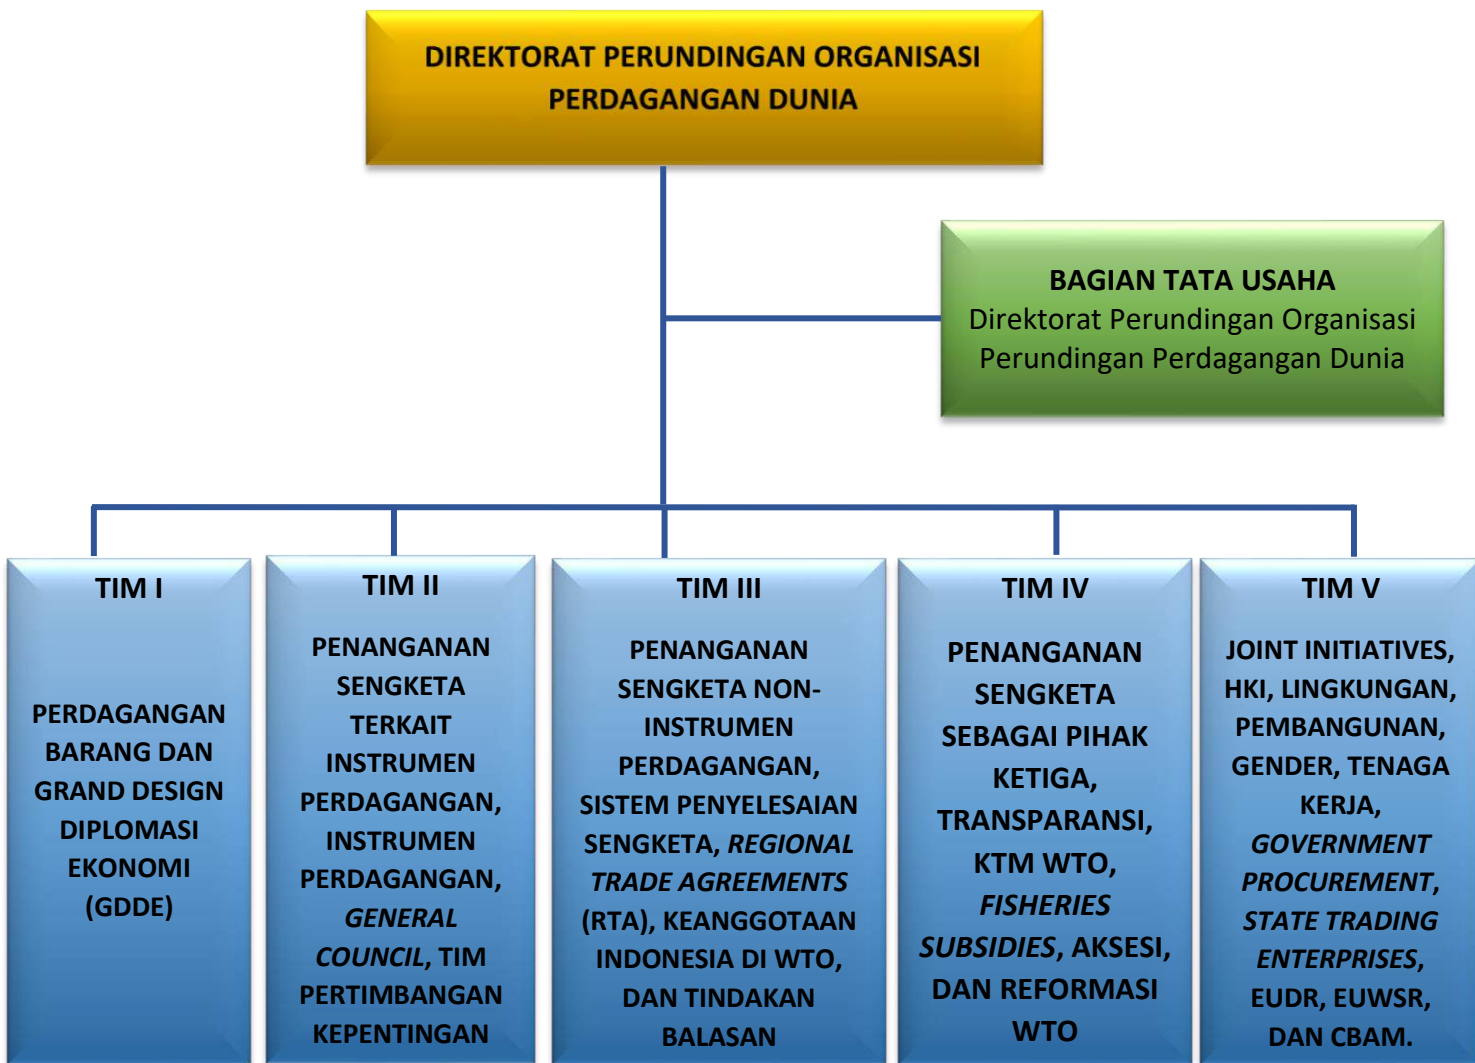 DIREKTORAT PERUNDINGAN ORGANISASI
PERDAGANGAN DUNIA
BAGIAN TATA USAHA
Direktorat Perundingan Organisasi
Perundingan Perdagangan Dunia
TIM I
PERDAGANGAN
BARANG DAN
GRAND DESIGN
DIPLOMASI
EKONOMI
(GDDE)
TIM II
PENANGANAN
SENGKETA
TERKAIT
INSTRUMEN
PERDAGANGAN,
INSTRUMEN
PERDAGANGAN,
GENERAL
COUNCIL, TIM
PERTIMBANGAN
KEPENTINGAN
TIM III
PENANGANAN
SENGKETA NON-
INSTRUMEN
PERDAGANGAN,
SISTEM PENYELESAIAN
SENGKETA, REGIONAL
TRADE AGREEMENTS
(RTA), KEANGGOTAAN
INDONESIA DI WTO,
DAN TINDAKAN
BALASAN
TIM IV
PENANGANAN
SENGKETA
SEBAGAI PIHAK
KETIGA,
TRANSPARANSI,
KTM WTO,
FISHERIES
SUBSIDIES, AKSESI,
DAN REFORMASI
WTO
TIM V
JOINT INITIATIVES,
HKI, LINGKUNGAN,
PEMBANGUNAN,
GENDER, TENAGA
KERJA,
GOVERNMENT
PROCUREMENT,
STATE TRADING
ENTERPRISES,
EUDR, EUWSR,
DAN CBAM.